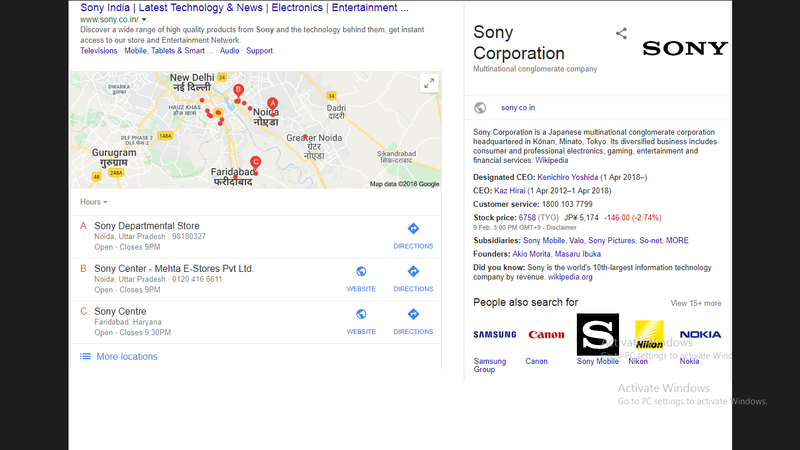 Sony India | Latest Technology & News | Electronics | Entertainment ...
www.sony.co.in/
Discover a wide range of high quality products from Sony and the technology behind them, get instant
access to our store and Entertainment Network.
Televisions · Mobile, Tablets & Smart ... · Audio · Support
DWARKA
द्वारका
New Delhi
नई दिल्ली
24
HAUZ KHAS
हौज़ खास
B
A
Noida
नोएडा
34
Dadri
दादरी
DLF PHASE 2
148A
Greater Noida
ग्रेटर नोएडा
Gurugram
गुरुग्राम
C
Sikandrabad
सिकन्दराबाद
48
248A
Faridabad
फरीदाबाद
Map data ©2018 Google
Hours
A Sony Departmental Store
Noida, Uttar Pradesh · 98180327
Open · Closes 9PM
DIRECTIONS
B Sony Center - Mehta E-Stores Pvt Ltd.
Noida, Uttar Pradesh · 0120 416 6611
Open · Closes 9PM
WEBSITE DIRECTIONS
C Sony Centre
Faridabad, Haryana
Open · Closes 9:30PM
WEBSITE DIRECTIONS
More locations
Sony
Corporation
Multinational conglomerate company
SONY
sony.co.in
Sony Corporation is a Japanese multinational conglomerate corporation
headquartered in Kōnan, Minato, Tokyo. Its diversified business includes
consumer and professional electronics, gaming, entertainment and
financial services. Wikipedia
Designated CEO: Kenichiro Yoshida (1 Apr 2018–)
CEO: Kaz Hirai (1 Apr 2012–1 Apr 2018)
Customer service: 1800 103 7799
Stock price: 6758 (TYO) JP¥ 5,174 -146.00 (-2.74%)
9 Feb, 3:00 PM GMT+9 - Disclaimer
Subsidiaries: Sony Mobile, Vaio, Sony Pictures, So-net, MORE
Founders: Akio Morita, Masaru Ibuka
Did you know: Sony is the world's 10th-largest information technology
company by revenue. wikipedia.org
People also search for
View 15+ more
SAMSUNG Canon S Nikon NOKIA
Samsung Group
Canon
Sony Mobile
Nikon
Nokia
Activate Windows
Go to PC settings to activate Wind
Activate Windows
Go to PC settings to activate Windows.